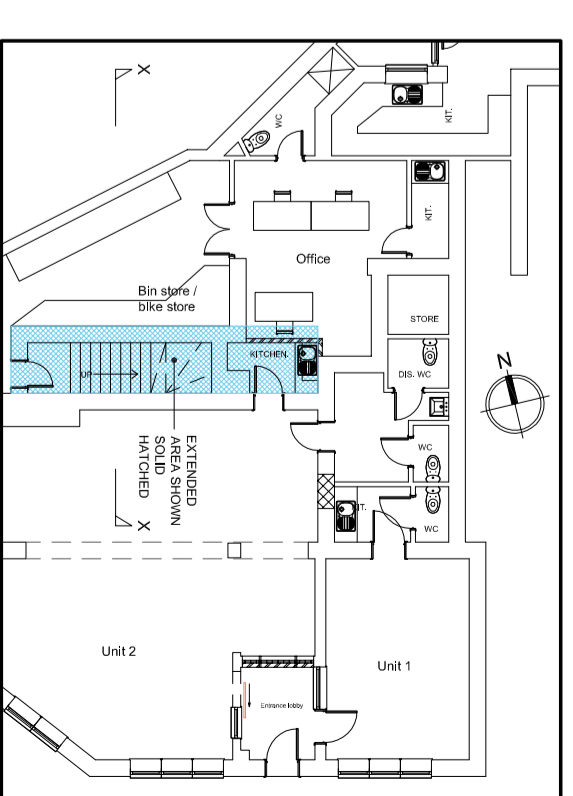 X
WC
KIT.
KIT.
Office
Bin store /
bike store
STORE
KITCHEN.
UP
DIS. WC
N
EXTENDED
AREA SHOWN
SOLID
HATCHED
WC
X
IT.
WC
Unit 2
Unit 1
Entrance lobby